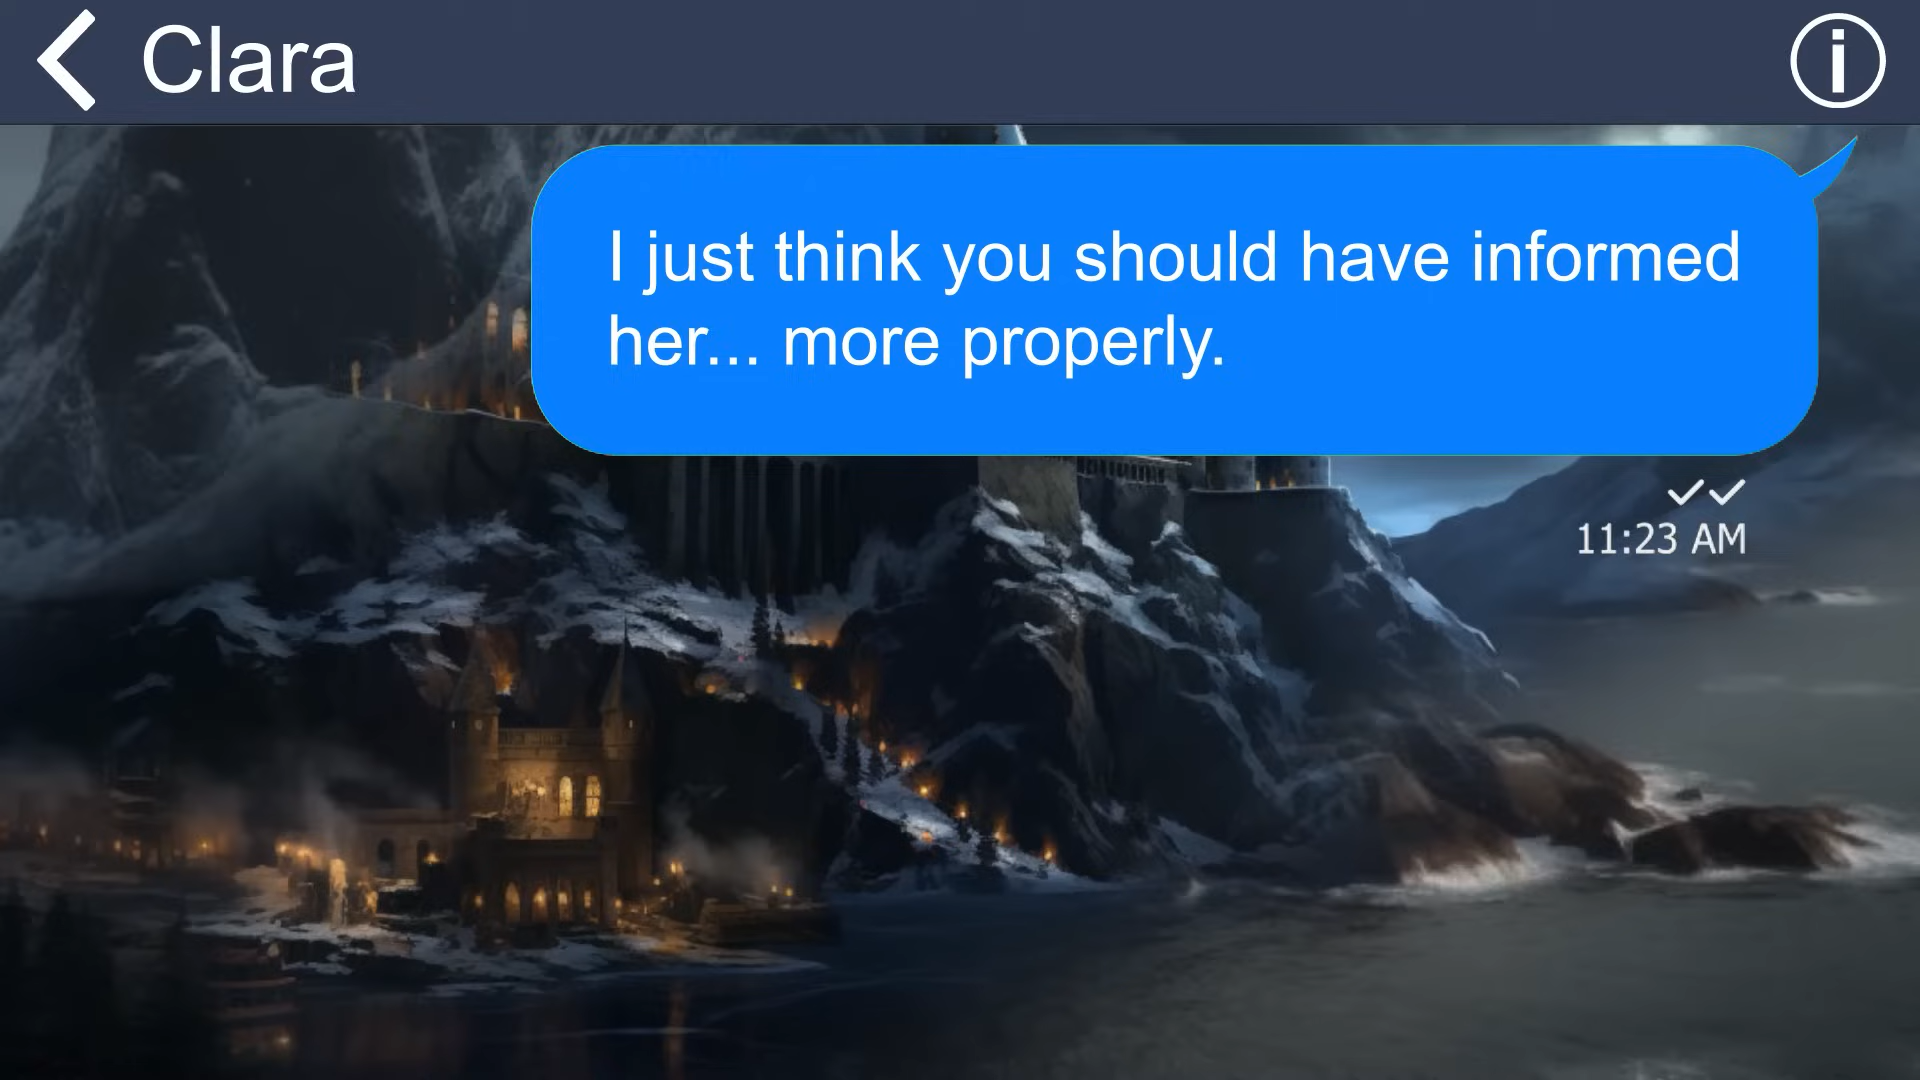 Clara
I just think you should have informed
her... more properly.
11:23 AM